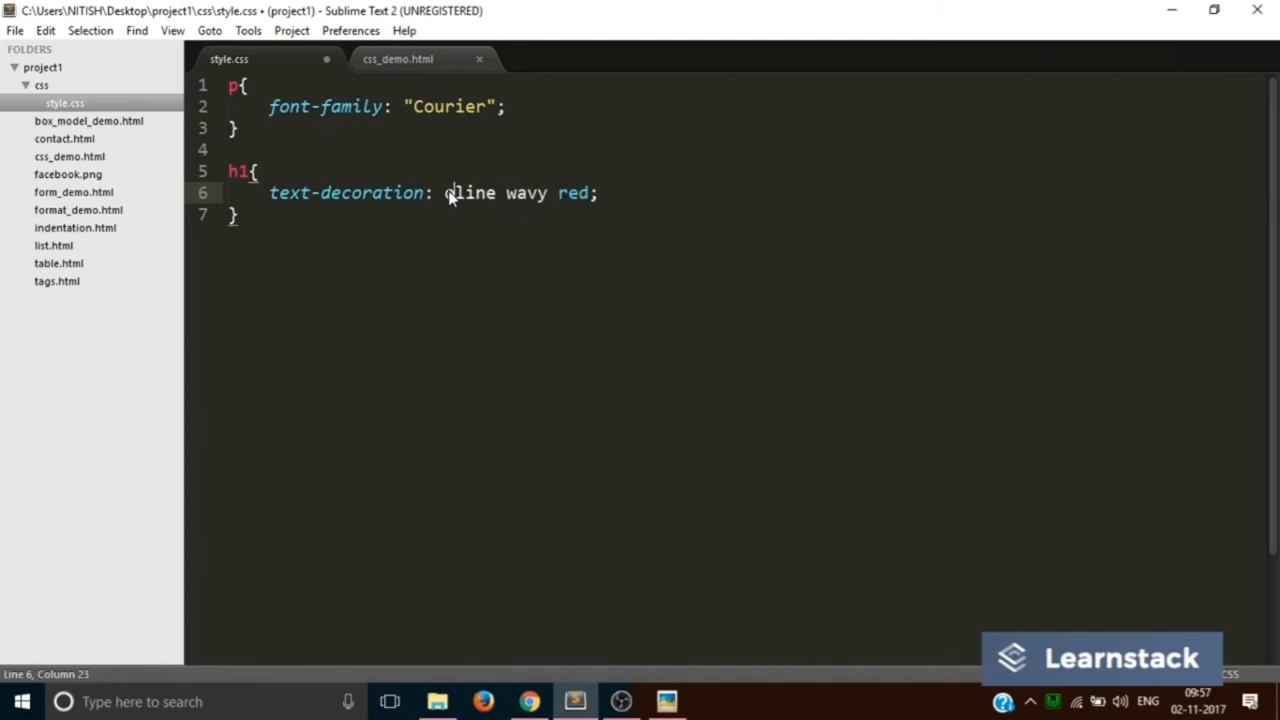 C:\Users\NITISH\Desktop\project1\css\style.css • (project1) - Sublime Text 2 (UNREGISTERED)
File Edit Selection Find View Goto Tools Project Preferences Help
FOLDERS
project1
css
style.css
box_model_demo.html
contact.html
css_demo.html
facebook.png
form_demo.html
format_demo.html
indentation.html
list.html
table.html
tags.html
style.css
css_demo.html
1 p{
2 font-family: "Courier";
3 }
4
5 h1{
6 text-decoration: oline wavy red;
7 }
Learnstack
Line 6, Column 23
CSS
Type here to search
ENG
09:57
02-11-2017